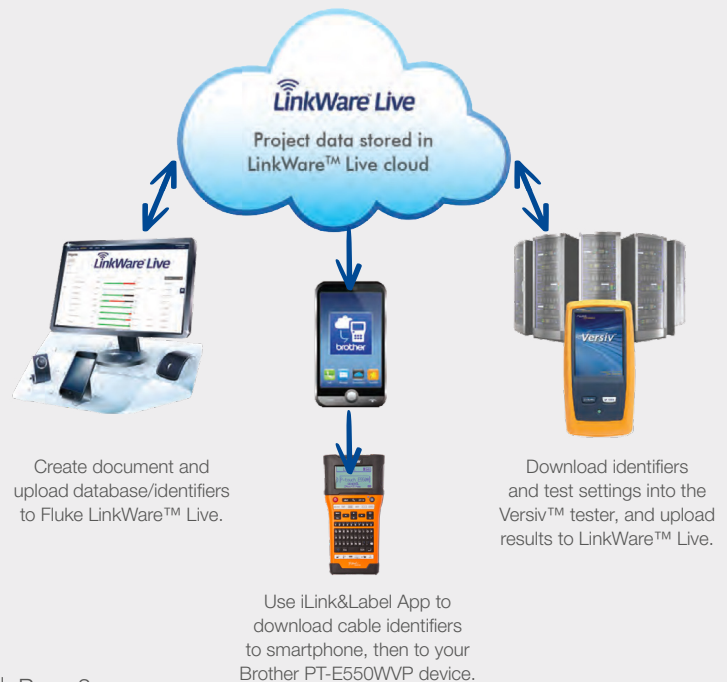 LinkWare Live
Project data stored in
LinkWare™ Live cloud
LinkWare Live
brother
Versiv™
Create document and
upload database/identifiers
to Fluke LinkWare™ Live.
Download identifiers
and test settings into the
Versiv™ tester, and upload
results to LinkWare™ Live.
Use iLink&Label App to
download cable identifiers
to smartphone, then to your
Brother PT-E550WVP device.